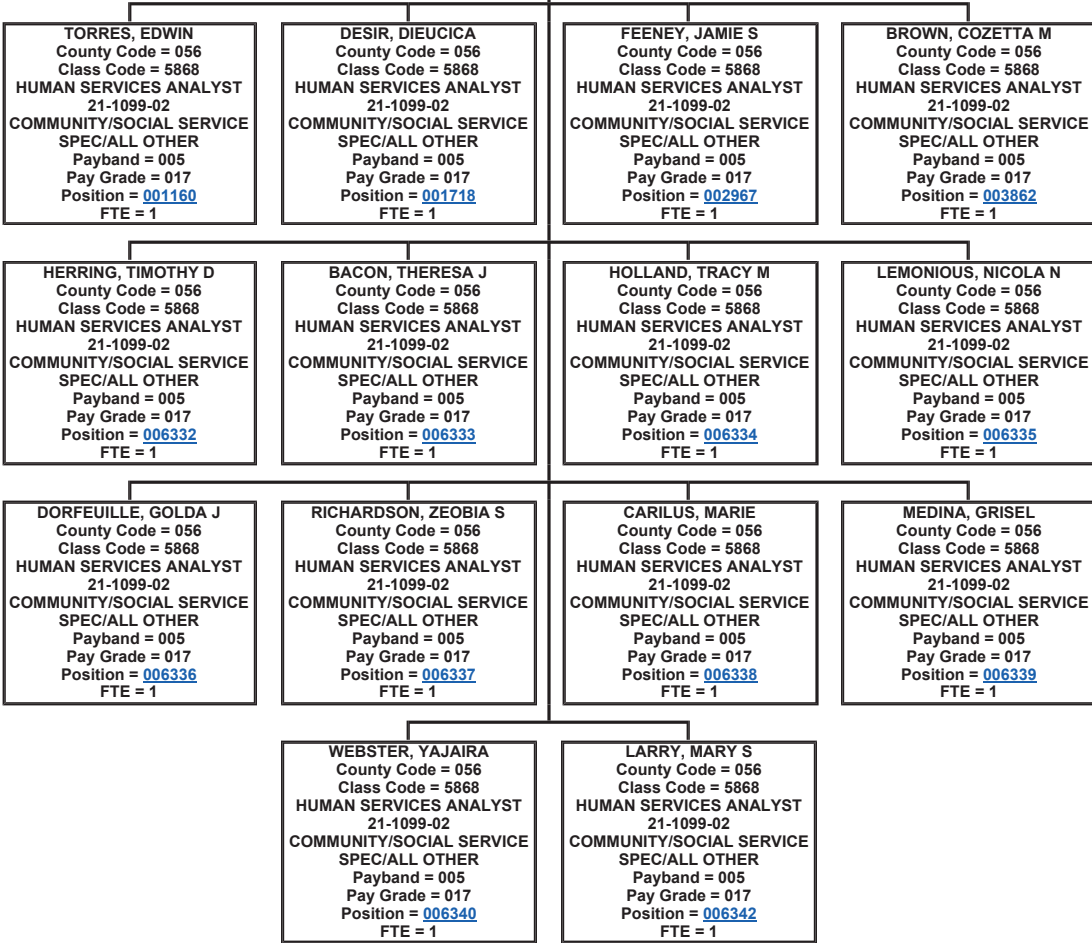 TORRES, EDWIN
County Code = 056
Class Code = 5868
HUMAN SERVICES ANALYST
21-1099-02
COMMUNITY/SOCIAL SERVICE
SPEC/ALL OTHER
Payband = 005
Pay Grade = 017
Position = 001160
FTE = 1
DESIR, DIEUCICA
County Code = 056
Class Code = 5868
HUMAN SERVICES ANALYST
21-1099-02
COMMUNITY/SOCIAL SERVICE
SPEC/ALL OTHER
Payband = 005
Pay Grade = 017
Position = 001718
FTE = 1
FEENEY, JAMIE S
County Code = 056
Class Code = 5868
HUMAN SERVICES ANALYST
21-1099-02
COMMUNITY/SOCIAL SERVICE
SPEC/ALL OTHER
Payband = 005
Pay Grade = 017
Position = 002967
FTE = 1
BROWN, COZETTA M
County Code = 056
Class Code = 5868
HUMAN SERVICES ANALYST
21-1099-02
COMMUNITY/SOCIAL SERVICE
SPEC/ALL OTHER
Payband = 005
Pay Grade = 017
Position = 003862
FTE = 1
HERRING, TIMOTHY D
County Code = 056
Class Code = 5868
HUMAN SERVICES ANALYST
21-1099-02
COMMUNITY/SOCIAL SERVICE
SPEC/ALL OTHER
Payband = 005
Pay Grade = 017
Position = 006332
FTE = 1
BACON, THERESA J
County Code = 056
Class Code = 5868
HUMAN SERVICES ANALYST
21-1099-02
COMMUNITY/SOCIAL SERVICE
SPEC/ALL OTHER
Payband = 005
Pay Grade = 017
Position = 006333
FTE = 1
HOLLAND, TRACY M
County Code = 056
Class Code = 5868
HUMAN SERVICES ANALYST
21-1099-02
COMMUNITY/SOCIAL SERVICE
SPEC/ALL OTHER
Payband = 005
Pay Grade = 017
Position = 006334
FTE = 1
LEMONIOUS, NICOLA N
County Code = 056
Class Code = 5868
HUMAN SERVICES ANALYST
21-1099-02
COMMUNITY/SOCIAL SERVICE
SPEC/ALL OTHER
Payband = 005
Pay Grade = 017
Position = 006335
FTE = 1
DORFEUILLE, GOLDA J
County Code = 056
Class Code = 5868
HUMAN SERVICES ANALYST
21-1099-02
COMMUNITY/SOCIAL SERVICE
SPEC/ALL OTHER
Payband = 005
Pay Grade = 017
Position = 006336
FTE = 1
RICHARDSON, ZEOBIA S
County Code = 056
Class Code = 5868
HUMAN SERVICES ANALYST
21-1099-02
COMMUNITY/SOCIAL SERVICE
SPEC/ALL OTHER
Payband = 005
Pay Grade = 017
Position = 006337
FTE = 1
CARILUS, MARIE
County Code = 056
Class Code = 5868
HUMAN SERVICES ANALYST
21-1099-02
COMMUNITY/SOCIAL SERVICE
SPEC/ALL OTHER
Payband = 005
Pay Grade = 017
Position = 006338
FTE = 1
MEDINA, GRISEL
County Code = 056
Class Code = 5868
HUMAN SERVICES ANALYST
21-1099-02
COMMUNITY/SOCIAL SERVICE
SPEC/ALL OTHER
Payband = 005
Pay Grade = 017
Position = 006339
FTE = 1
WEBSTER, YAJAIRA
County Code = 056
Class Code = 5868
HUMAN SERVICES ANALYST
21-1099-02
COMMUNITY/SOCIAL SERVICE
SPEC/ALL OTHER
Payband = 005
Pay Grade = 017
Position = 006340
FTE = 1
LARRY, MARY S
County Code = 056
Class Code = 5868
HUMAN SERVICES ANALYST
21-1099-02
COMMUNITY/SOCIAL SERVICE
SPEC/ALL OTHER
Payband = 005
Pay Grade = 017
Position = 006342
FTE = 1